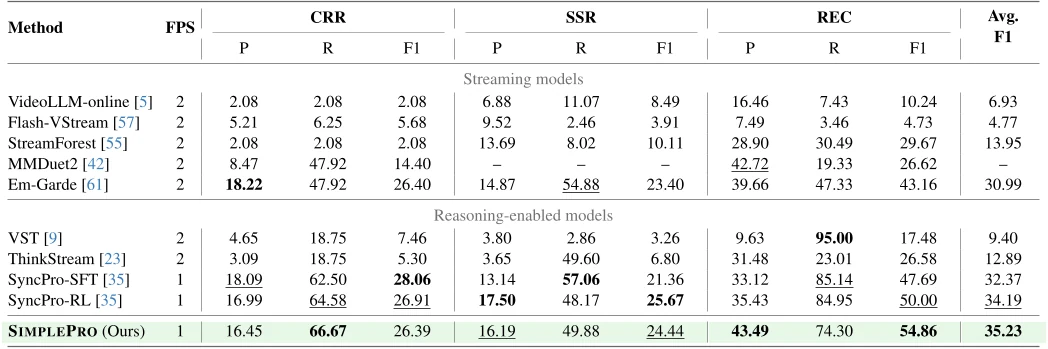 Method FPS CRR SSR REC Avg. F1
P R F1 P R F1 P R F1
Streaming models
VideoLLM-online [5] 2 2.08 2.08 2.08 6.88 11.07 8.49 16.46 7.43 10.24 6.93
Flash-VStream [57] 2 5.21 6.25 5.68 9.52 2.46 3.91 7.49 3.46 4.73 4.77
StreamForest [55] 2 2.08 2.08 2.08 13.69 8.02 10.11 28.90 30.49 29.67 13.95
MMDuet2 [42] 2 8.47 47.92 14.40 – – – 42.72 19.33 26.62 –
Em-Garde [61] 2 18.22 47.92 26.40 14.87 54.88 23.40 39.66 47.33 43.16 30.99
Reasoning-enabled models
VST [9] 2 4.65 18.75 7.46 3.80 2.86 3.26 9.63 95.00 17.48 9.40
ThinkStream [23] 2 3.09 18.75 5.30 3.65 49.60 6.80 31.48 23.01 26.58 12.89
SyncPro-SFT [35] 1 18.09 62.50 28.06 13.14 57.06 21.36 33.12 85.14 47.69 32.37
SyncPro-RL [35] 1 16.99 64.58 26.91 17.50 48.17 25.67 35.43 84.95 50.00 34.19
SIMPLEPRO (Ours) 1 16.45 66.67 26.39 16.19 49.88 24.44 43.49 74.30 54.86 35.23